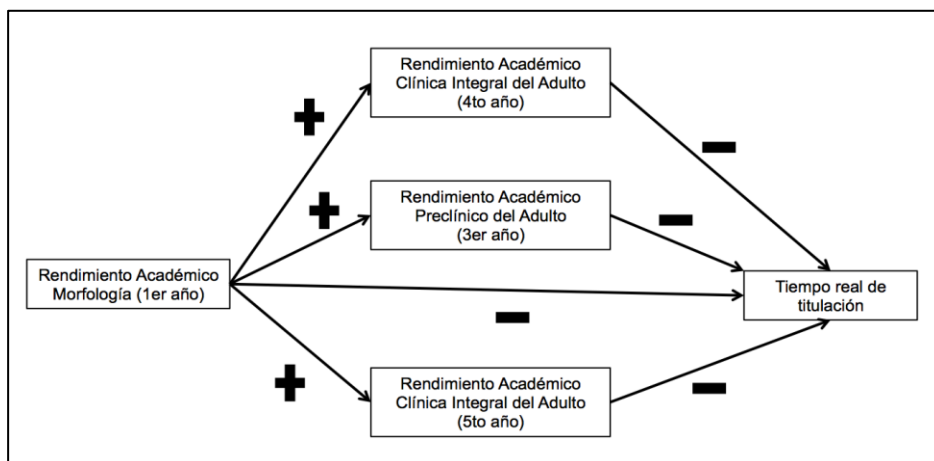 Rendimiento Académico
Clínica Integral del Adulto
(4to año)
+
-
Rendimiento Académico
Preclínico del Adulto
(3er año)
+
-
Rendimiento Académico
Morfología (1er año)
Tiempo real de
titulación
-
+
Rendimiento Académico
Clínica Integral del Adulto
(5to año)
-